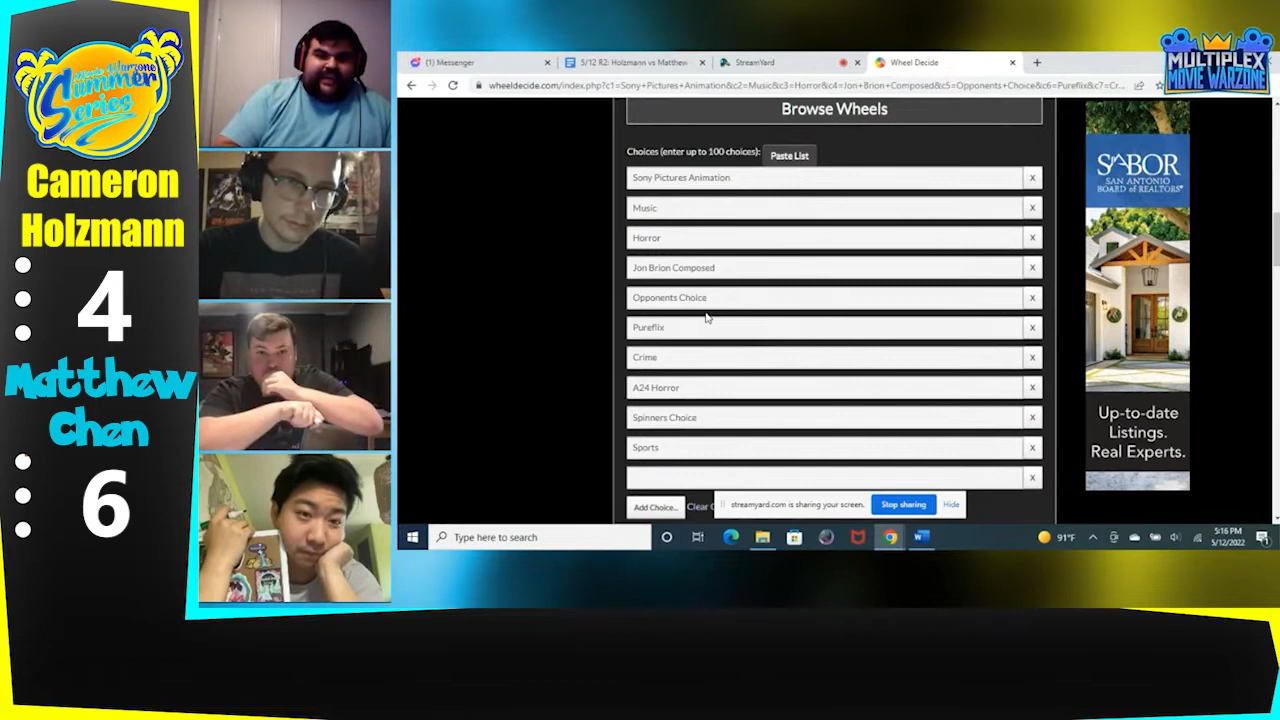 Movie Warzone
Summer
Series
Cameron
Holzmann
4
Matthew
Chen
6
MULTIPLEX
MOVIE WARZONE
(1) Messenger
5/12 R2: Holzmann vs Matthew
StreamYard
Wheel Decide
wheeldecide.com/index.php?c1=Sony+Pictures+Animation&c2=Music&c3=Horror&c4=Jon+Brion+Composed&c5=Opponents+Choice&c6=Pureflix&c7=Cr...
Browse Wheels
Choices (enter up to 100 choices):
Paste List
Sony Pictures Animation
X
Music
X
Horror
X
Jon Brion Composed
X
Opponents Choice
X
Pureflix
X
Crime
X
A24 Horror
X
Spinners Choice
X
Sports
X
X
Add Choice...
Clear C
streamyard.com is sharing your screen.
Stop sharing
Hide
SABOR
SAN ANTONIO
BOARD of REALTORS®
Up-to-date
Listings.
Real Experts.
Type here to search
91°F
5:16 PM
5/12/2022